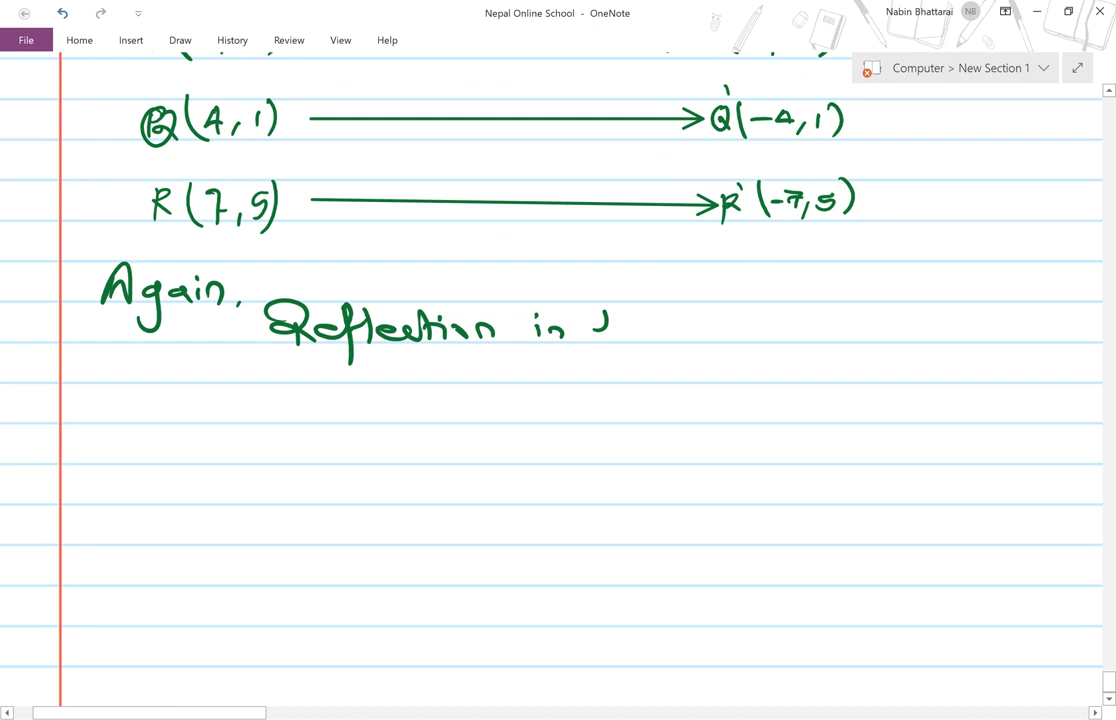 Nepal Online School - OneNote
Nabin Bhattarai NB
File Home Insert Draw History Review View Help
Computer > New Section 1
Q(4,1) Q'(-4,1)
R(7,5) R'(-7,5)
Again,
Reflection in